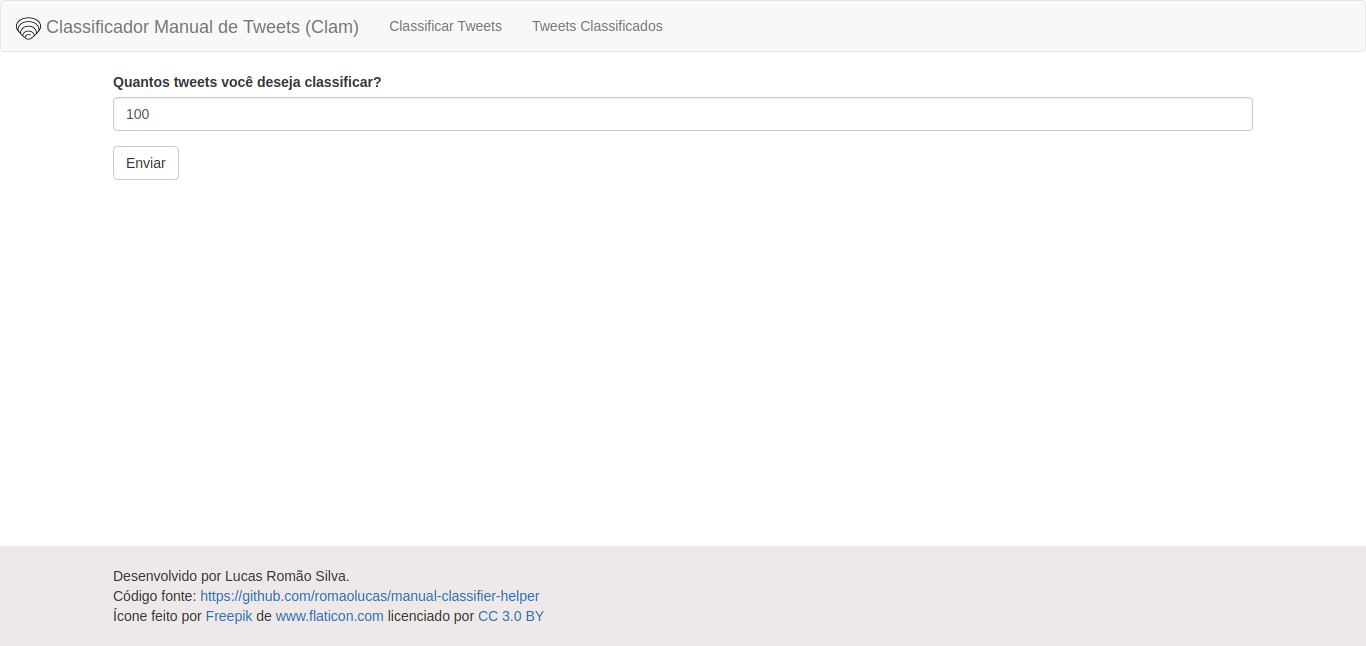 Classificador Manual de Tweets (Clam) Classificar Tweets Tweets Classificados
Quantos tweets você deseja classificar?
100
Enviar
Desenvolvido por Lucas Romão Silva.
Código fonte: https://github.com/romaolucas/manual-classifier-helper
Ícone feito por Freepik de www.flaticon.com licenciado por CC 3.0 BY